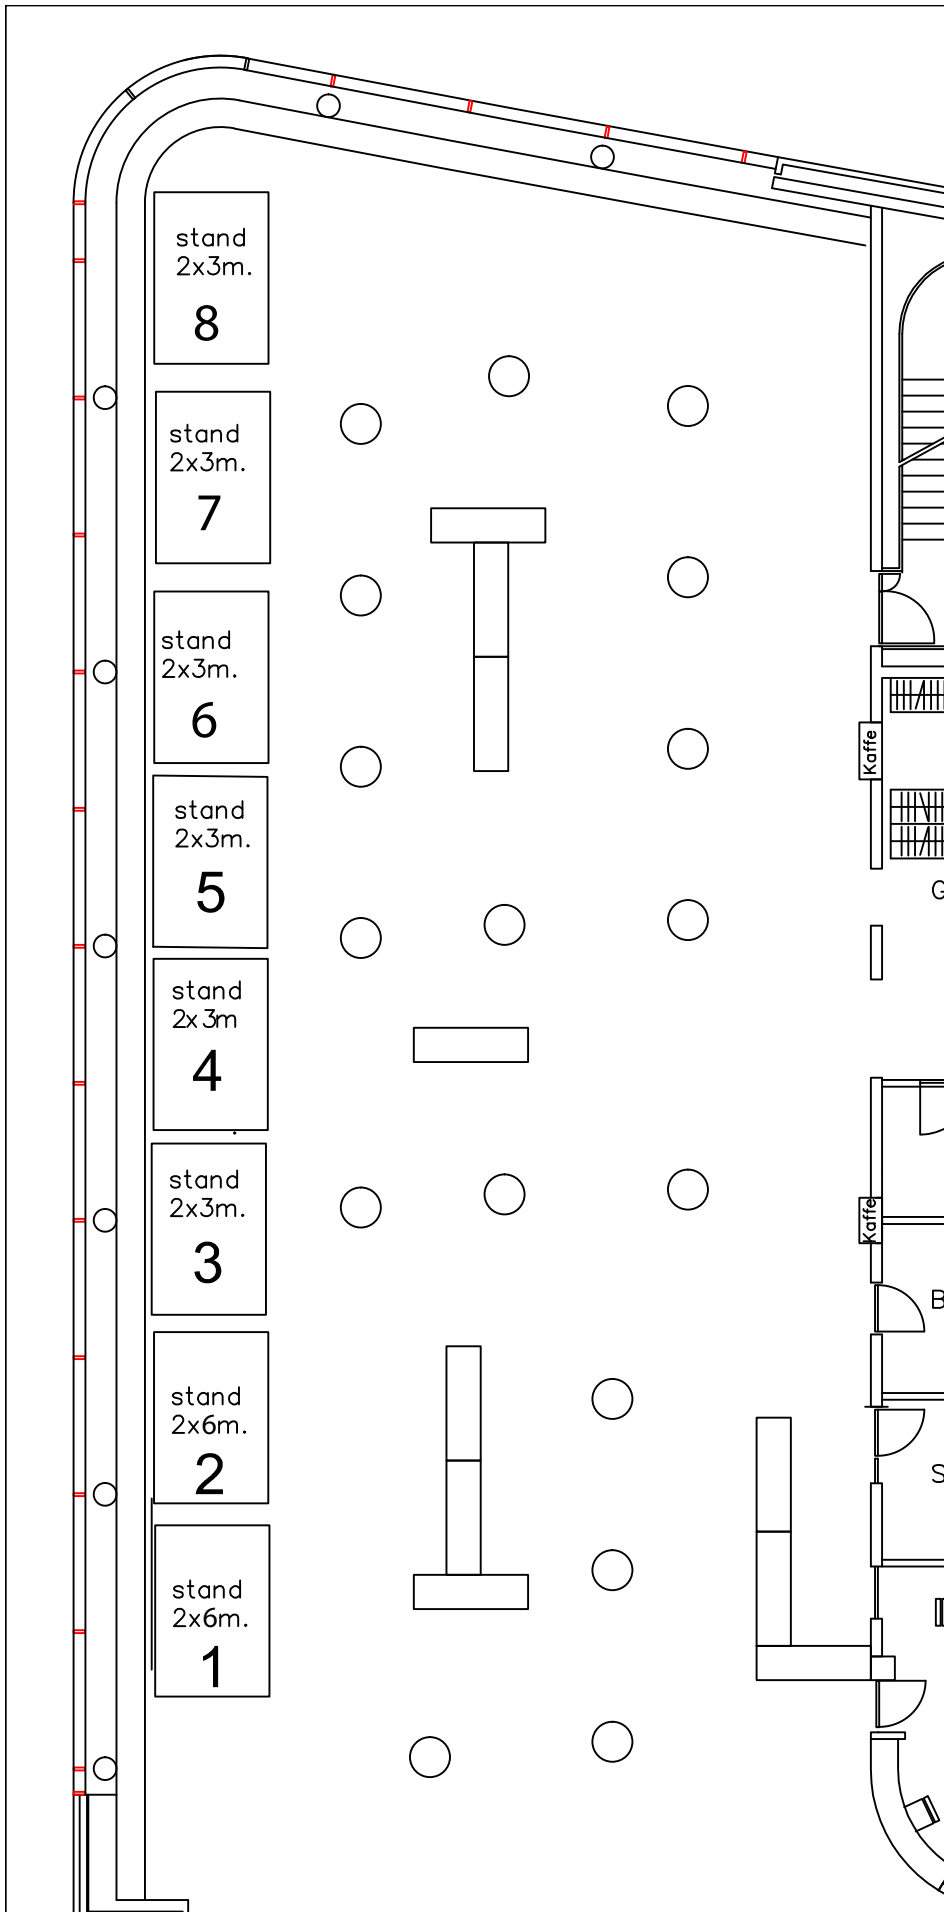 stand
2x3m.
8
stand
2x3m.
7
stand
2x3m.
6
Kaffe
stand
2x3m.
5
G
stand
2x3m
4
stand
2x3m.
3
Kaffe
B
stand
2x6m.
2
S
stand
2x6m.
1